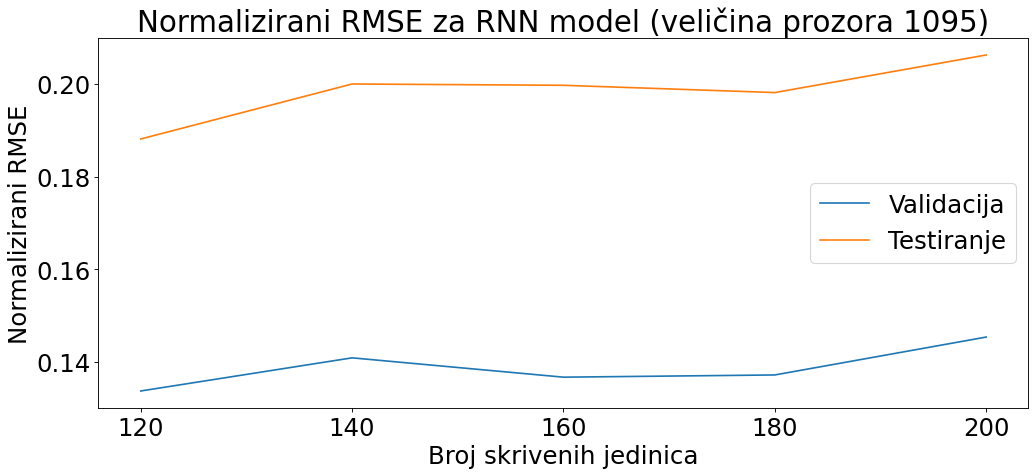 Normalizirani RMSE za RNN model (veličina prozora 1095)
Normalizirani RMSE
0.20
0.18
0.16
0.14
Validacija
Testiranje
120 140 160 180 200
Broj skrivenih jedinica